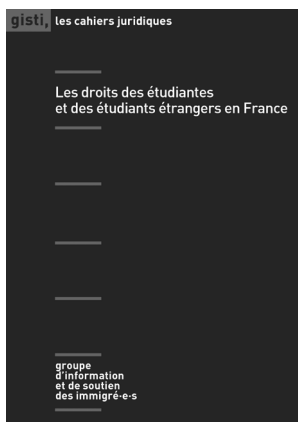 gisti, les cahiers juridiques
Les droits des étudiantes
et des étudiants étrangers en France
groupe
d'information
et de soutien
des immigré·e·s